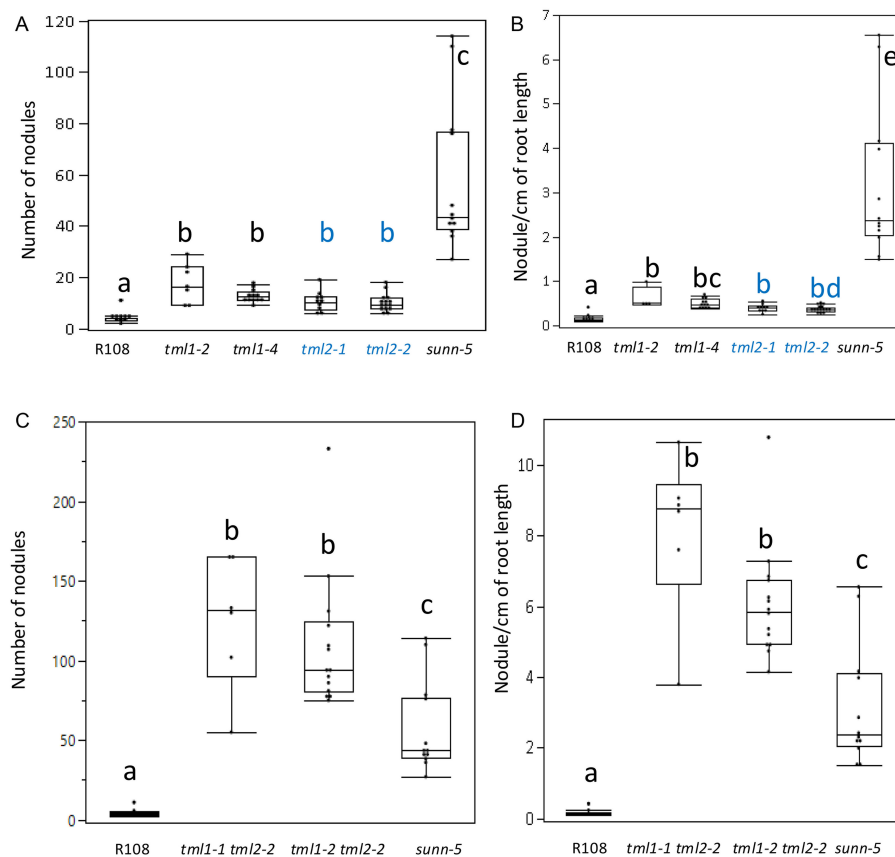 A
Number of nodules
120
100
80
60
40
20
0
a
b
b
b
b
c
R108
tml1-2
tml1-4
tml2-1
tml2-2
sunn-5
B
Nodule/cm of root length
7
6
5
4
3
2
1
0
a
b
bc
b
bd
e
R108
tml1-2
tml1-4
tml2-1
tml2-2
sunn-5
C
Number of nodules
250
200
150
100
50
0
a
b
b
c
R108
tml1-1 tml2-2
tml1-2 tml2-2
sunn-5
D
Nodule/cm of root length
10
8
6
4
2
0
a
b
b
c
R108
tml1-1 tml2-2
tml1-2 tml2-2
sunn-5